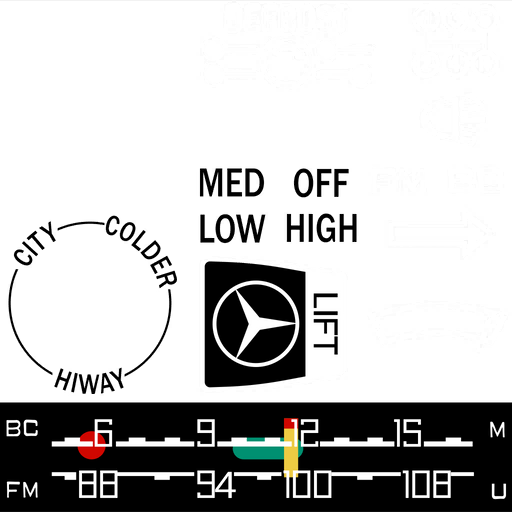 MED OFF
LOW HIGH
CITY COLDER
HIWAY
LIFT
BC 6 9 12 15 M
FM 88 94 100 108 U